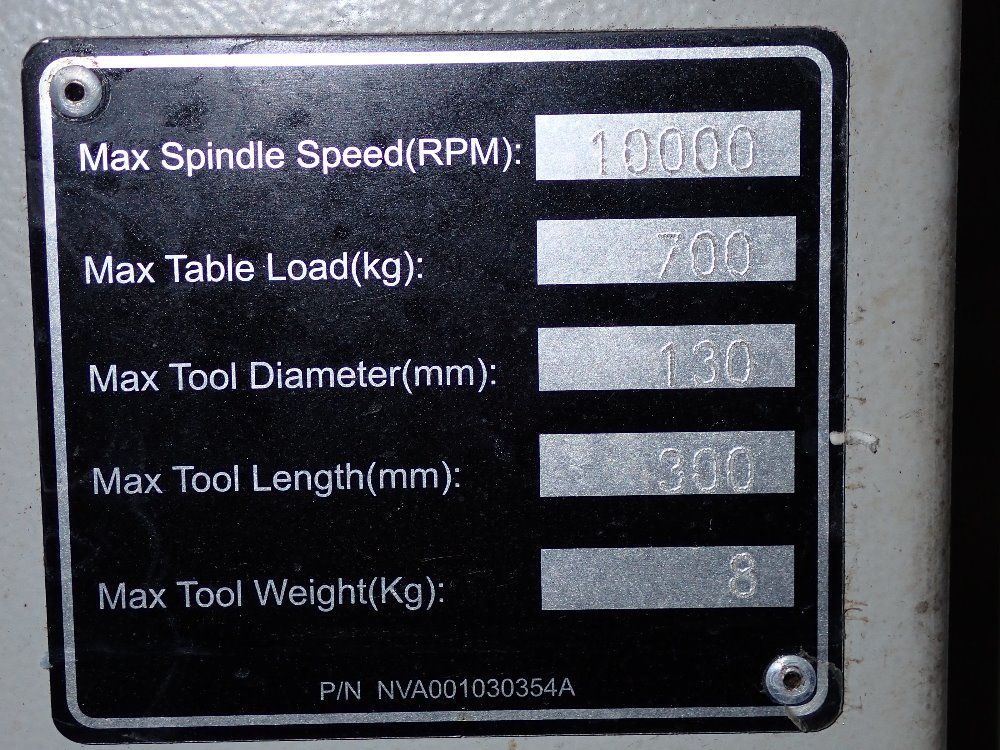 Max Spindle Speed(RPM): 10000
Max Table Load(kg): 700
Max Tool Diameter(mm): 130
Max Tool Length(mm): 300
Max Tool Weight(Kg): 8
P/N NVA001030354A